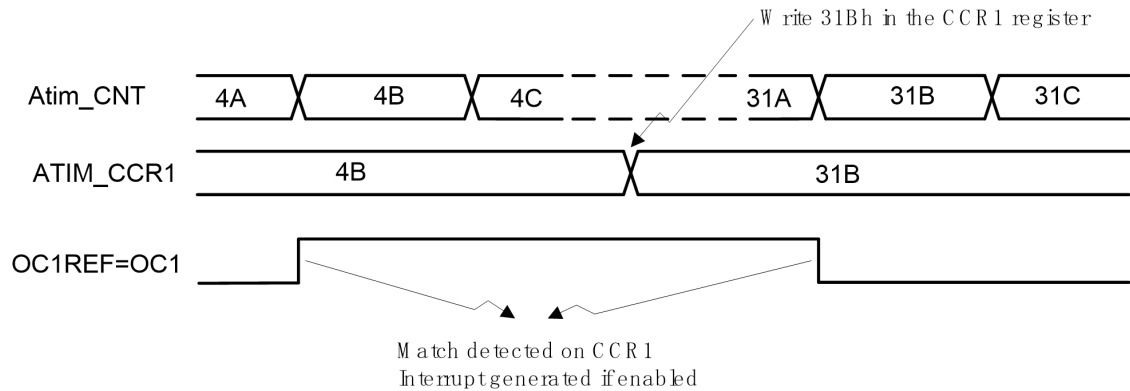 Write 31Bh in the CCR1 register
Atim_CNT 4A 4B 4C 31A 31B 31C
ATIM_CCR1 4B 31B
OC1REF=OC1
Match detected on CCR1
Interrupt generated if enabled